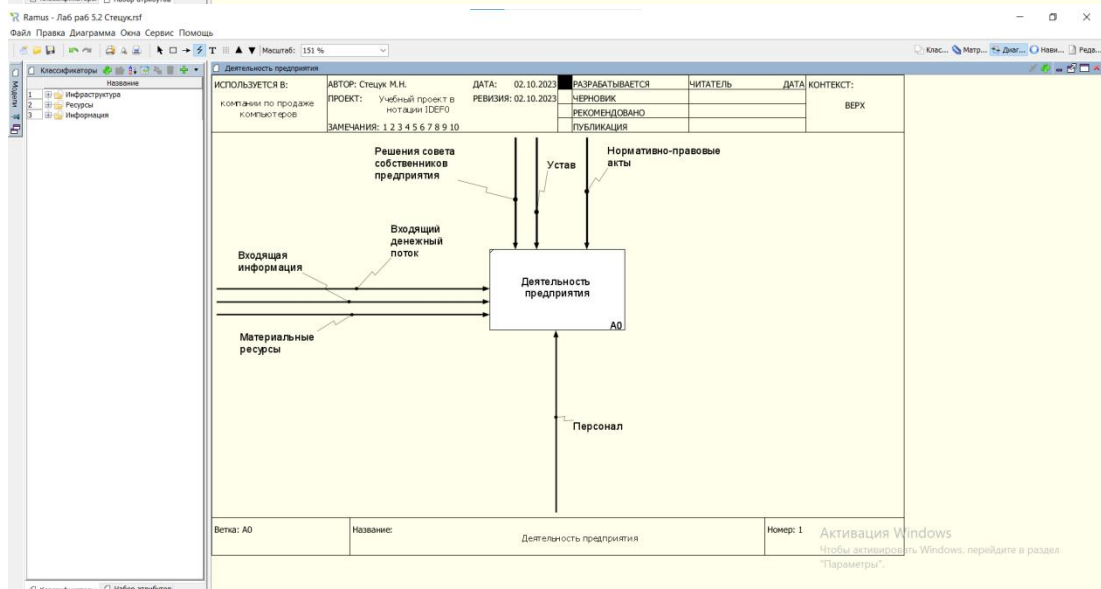 Ramus - Лаб раб 5.2 Стецук.rsf
Файл Правка Диаграмма Окна Сервис Помощь
Масштаб: 151 %
Клас... Матр... Диаг... Нави... Реда...
Модели
Классификаторы
Название
1 Инфраструктура
2 Ресурсы
3 Информация
Деятельность предприятия
ИСПОЛЬЗУЕТСЯ В:
компании по продаже
компьютеров
АВТОР: Стецук М.Н.
ДАТА: 02.10.2023
ПРОЕКТ: Учебный проект в
нотации IDEF0
РЕВИЗИЯ: 02.10.2023
ЗАМЕЧАНИЯ: 1 2 3 4 5 6 7 8 9 10
РАЗРАБАТЫВАЕТСЯ
ЧЕРНОВИК
РЕКОМЕНДОВАНО
ПУБЛИКАЦИЯ
ЧИТАТЕЛЬ ДАТА
КОНТЕКСТ:
ВЕРХ
Решения совета
собственников
предприятия
Устав
Нормативно-правовые
акты
Входящий
денежный
поток
Входящая
информация
Материальные
ресурсы
Деятельность
предприятия
A0
Персонал
Ветка: A0
Название:
Деятельность предприятия
Номер: 1
Активация Windows
Чтобы активировать Windows, перейдите в раздел
"Параметры".